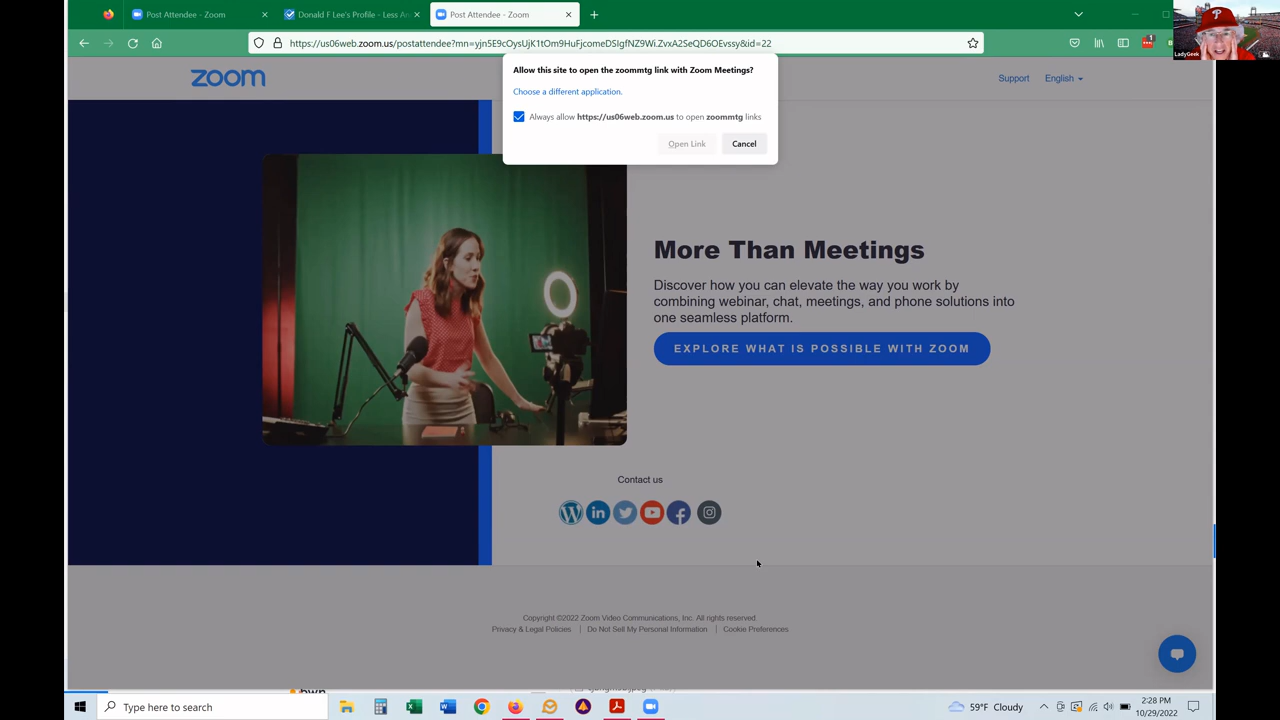 Post Attendee - Zoom
Donald F Lee's Profile - Less An
Post Attendee - Zoom
https://us06web.zoom.us/postattendee?mn=yjn5E9cOysUjK1tOm9HuFjcomeDSIgfNZ9Wi.ZvxA2SeQD6OEvssy&id=22
1
LadyGeek
zoom
Support
English
Allow this site to open the zoommtg link with Zoom Meetings?
Choose a different application.
Always allow https://us06web.zoom.us to open zoommtg links
Open Link
Cancel
More Than Meetings
Discover how you can elevate the way you work by
combining webinar, chat, meetings, and phone solutions into
one seamless platform.
EXPLORE WHAT IS POSSIBLE WITH ZOOM
Contact us
Copyright ©2022 Zoom Video Communications, Inc. All rights reserved.
Privacy & Legal Policies | Do Not Sell My Personal Information | Cookie Preferences
Type here to search
59°F Cloudy
2:28 PM
10/29/2022